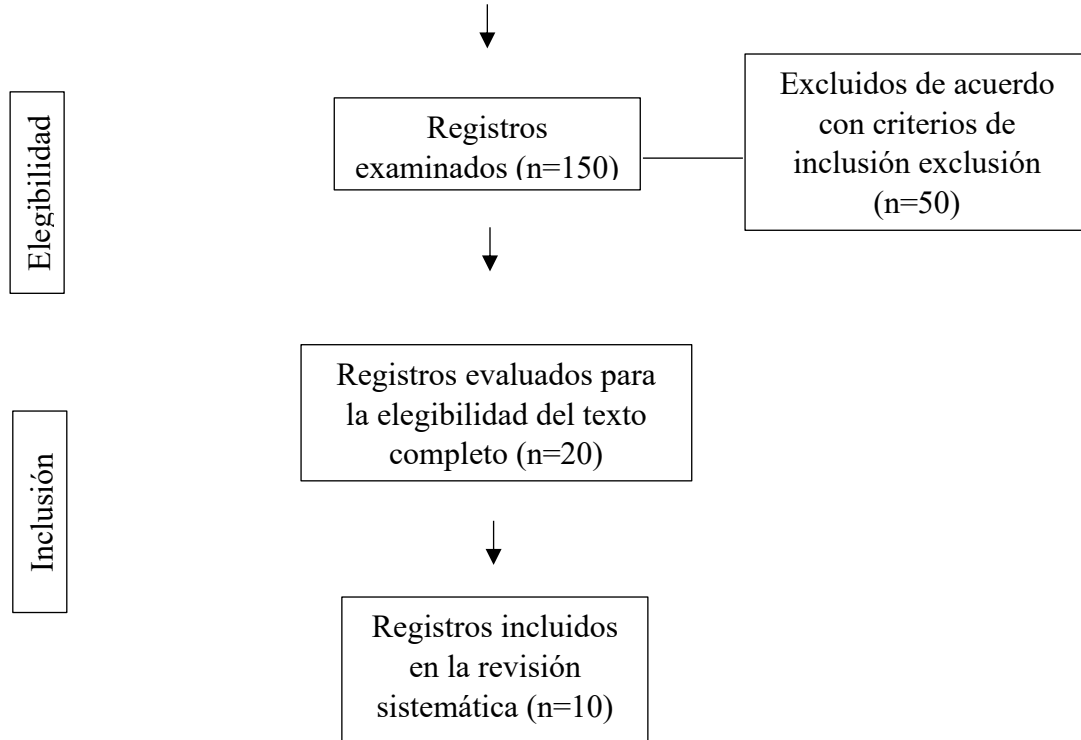 Elegibilidad
Registros
examinados (n=150)
Excluidos de acuerdo
con criterios de
inclusión exclusión
(n=50)
Registros evaluados para
la elegibilidad del texto
completo (n=20)
Inclusión
Registros incluidos
en la revisión
sistemática (n=10)